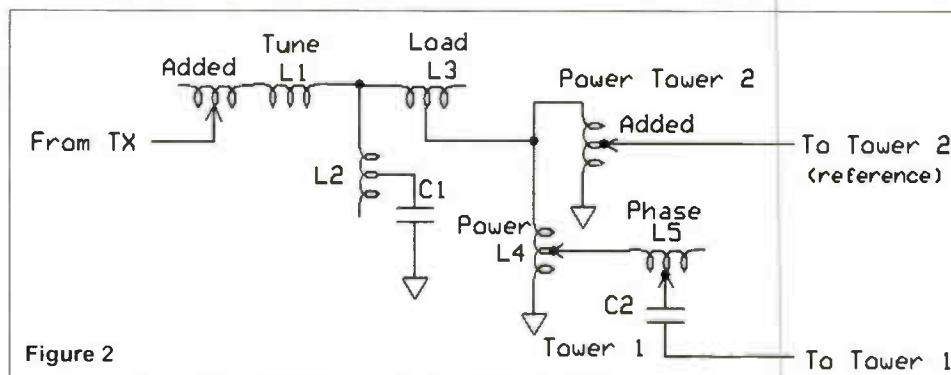 Tune
Load
Added
L1
L3
Power Tower 2
From TX
Added
To Tower 2
(reference)
L2
C1
Phase
Power
L5
L4
C2
Tower 1
To Tower 1
Figure 2